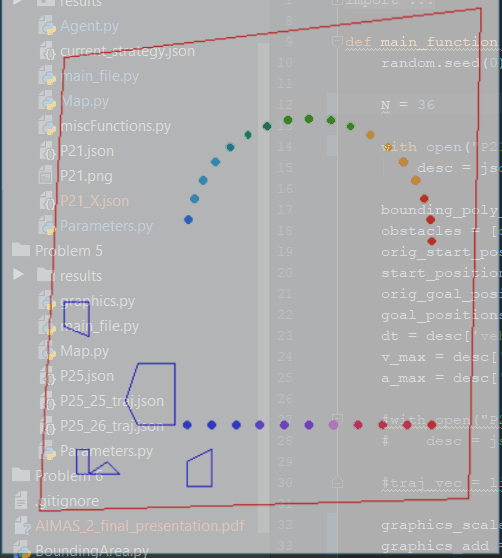 results
Agent.py
current_strategy.json
main_file.py
Map.py
miscFunctions.py
P21.json
P21.png
P21_X.json
Parameters.py
Problem 5
results
graphics.py
main_file.py
Map.py
P25.json
P25_25_traj.json
P25_26_traj.json
Parameters.py
Problem 6
.gitignore
AIMAS_2_final_presentation.pdf
BoundingArea.py
import ...
8
9 def main_function
10 random.seed(0)
11
12 N = 36
13
14 with open("P21
15 desc = jso
16
17 bounding_poly_
18 obstacles = [d
19 orig_start_pos
20 start_position
21 orig_goal_pos
22 goal_positions
23 dt = desc["veh
24 v_max = desc["
25 a_max = desc["
26
27 #with open("P2
28 # desc = js
29
30 #traj_vec = l
31
32 graphics_scal
33 graphics_add_